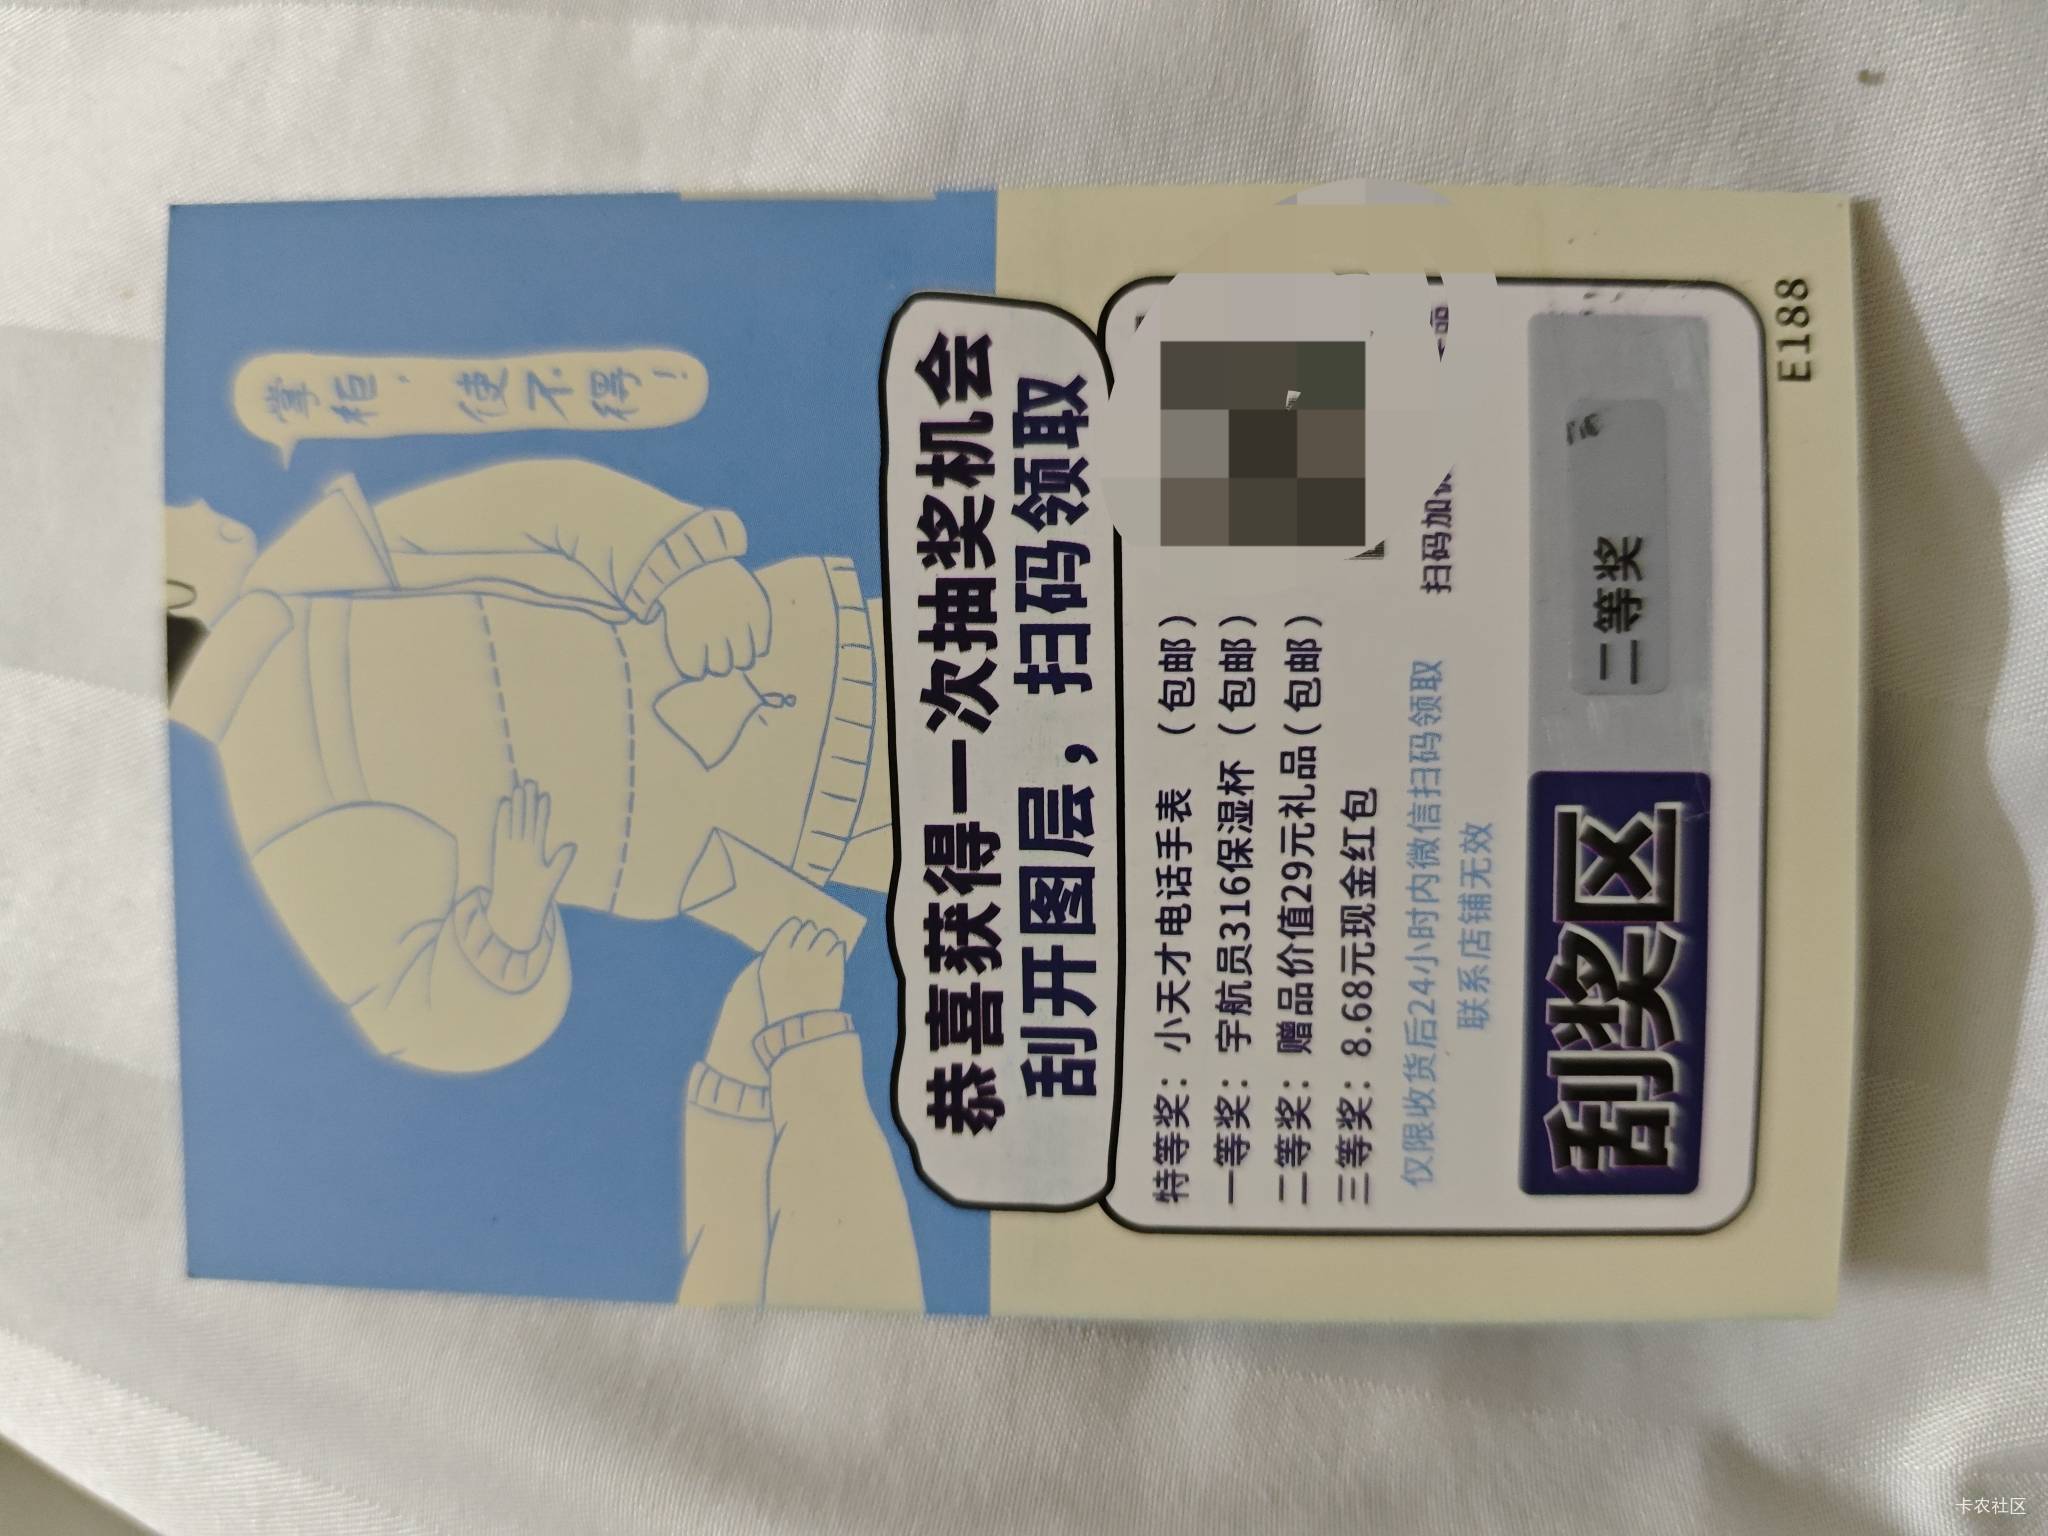 掌柜，使不得！
恭喜获得一次抽奖机会
刮开图层，扫码领取
特等奖：小天才电话手表（包邮）
一等奖：宇航员316保湿杯（包邮）
二等奖：赠品价值29元礼品（包邮）
三等奖：8.68元现金红包
仅限收货后24小时内微信扫码领取
联系店铺无效
扫码加
品
刮奖区
二等奖
E188
卡农社区